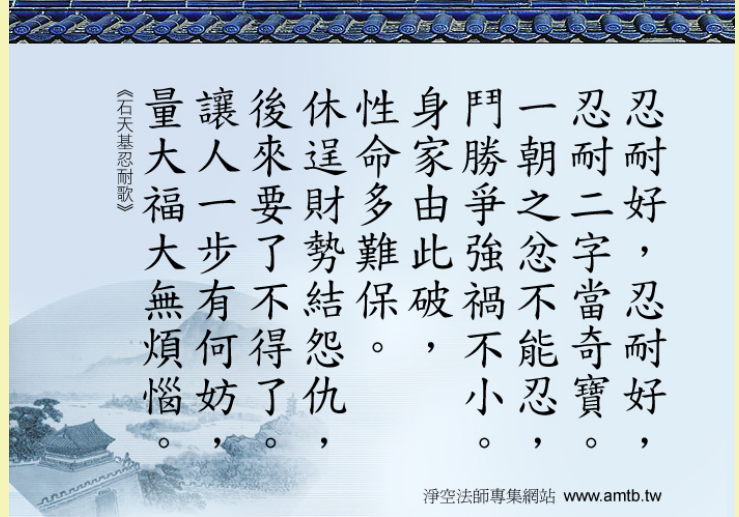 忍耐好，忍耐好，
忍耐二字當奇寶。
一朝之忿不能忍，
鬥勝爭強禍不小。
身家由此破，
性命多難保。
休逞財勢結怨仇，
後來要了不得了。
讓人一步有何妨，
量大福大無煩惱。
《石天基忍耐歌》
淨空法師專集網站 www.amtb.tw